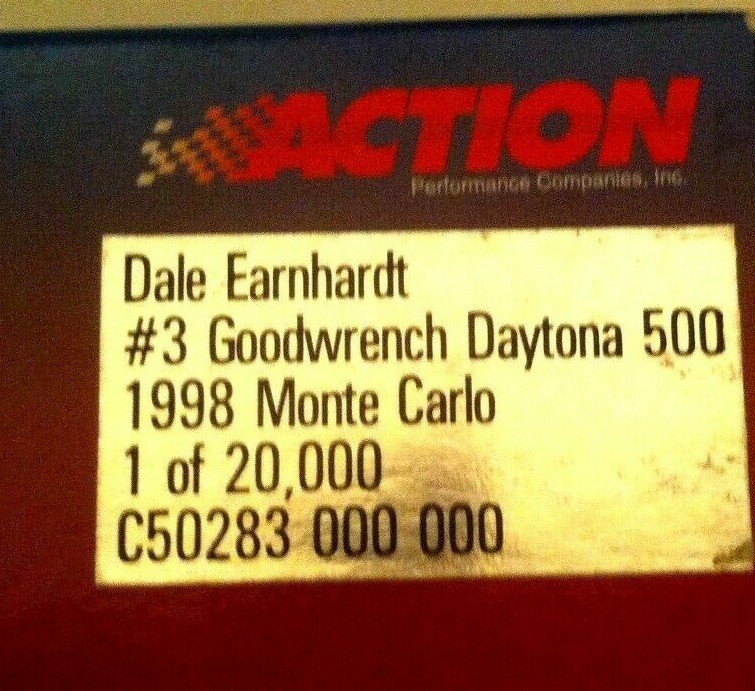 ACTION
Performance Companies, Inc.
Dale Earnhardt
#3 Goodwrench Daytona 500
1998 Monte Carlo
1 of 20,000
C50283 000 000